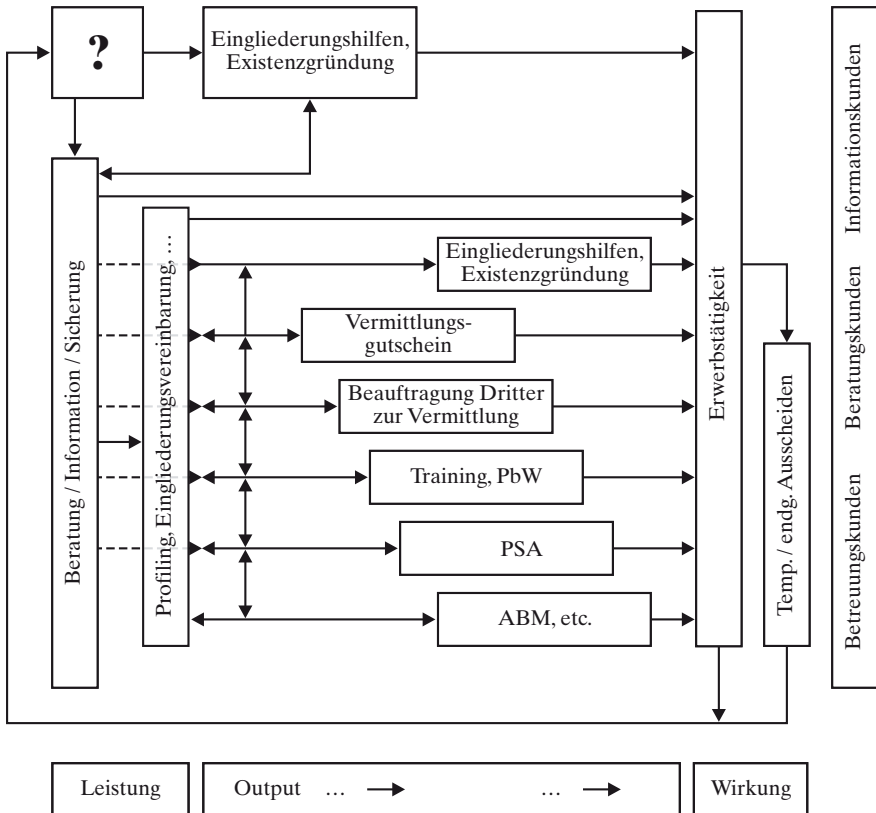 ?
Eingliederungshilfen,
Existenzgründung
Beratung / Information / Sicherung
Profiling, Eingliederungsvereinbarung, …
Eingliederungshilfen,
Existenzgründung
Vermittlungs-
gutschein
Beauftragung Dritter
zur Vermittlung
Training, PbW
PSA
ABM, etc.
Erwerbstätigkeit
Temp. / endg. Ausscheiden
Informationskunden
Beratungskunden
Betreuungskunden
Leistung
Output … …
Wirkung